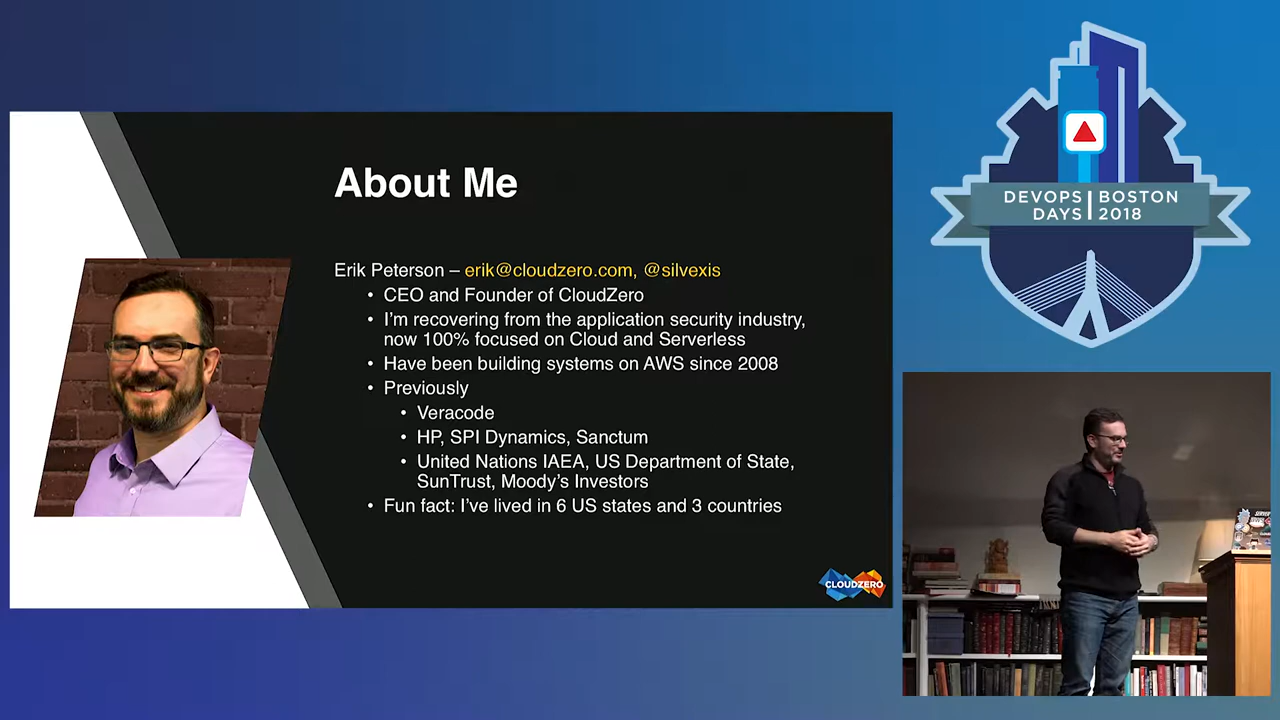 About Me
Erik Peterson – erik@cloudzero.com, @silvexis
• CEO and Founder of CloudZero
• I'm recovering from the application security industry,
now 100% focused on Cloud and Serverless
• Have been building systems on AWS since 2008
• Previously
• Veracode
• HP, SPI Dynamics, Sanctum
• United Nations IAEA, US Department of State,
SunTrust, Moody's Investors
• Fun fact: I've lived in 6 US states and 3 countries
CLOUDZERO
DEVOPS | BOSTON
DAYS | 2018